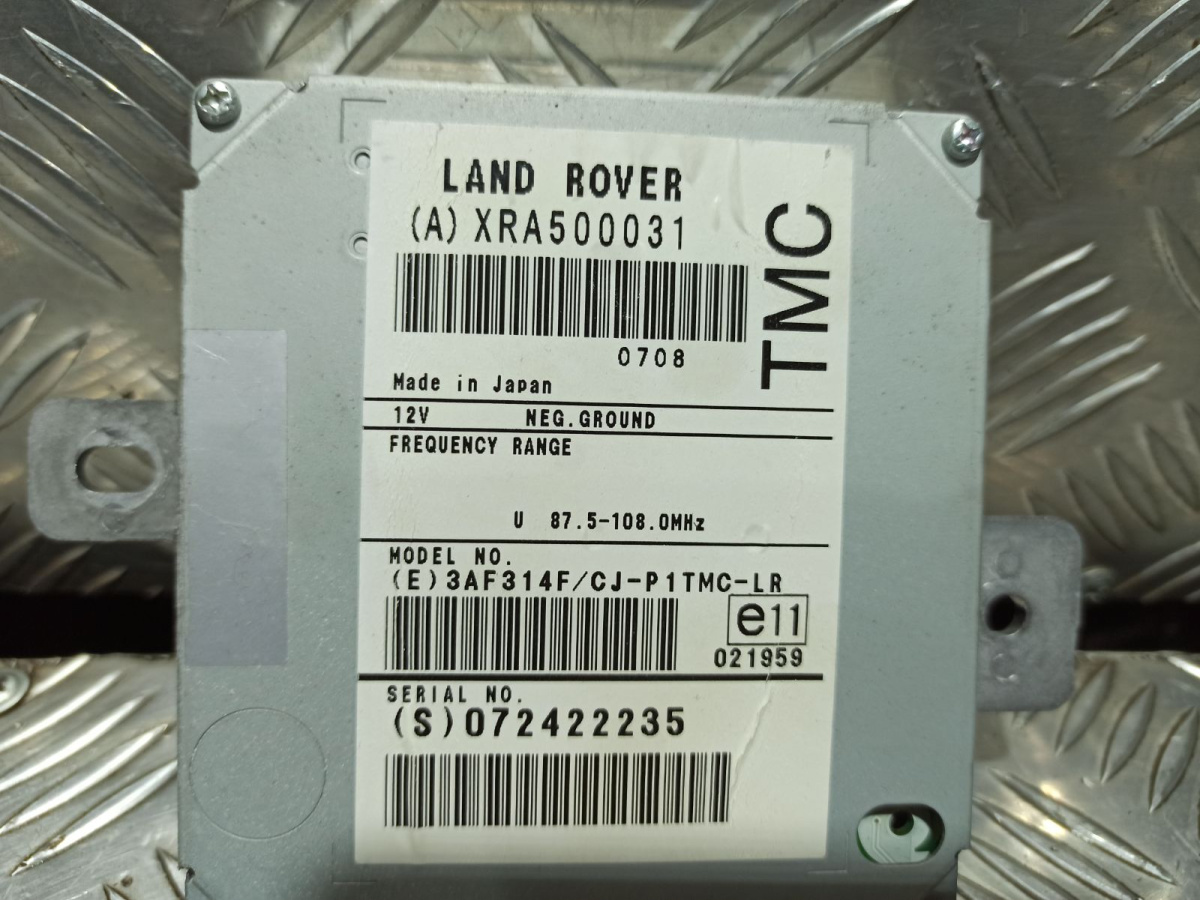 LAND ROVER
(A) XRA500031
TMC
0708
Made in Japan
12V NEG.GROUND
FREQUENCY RANGE
U 87.5-108.0MHz
MODEL NO.
(E)3AF314F/CJ-P1TMC-LR
e11
021959
SERIAL NO.
(S)072422235